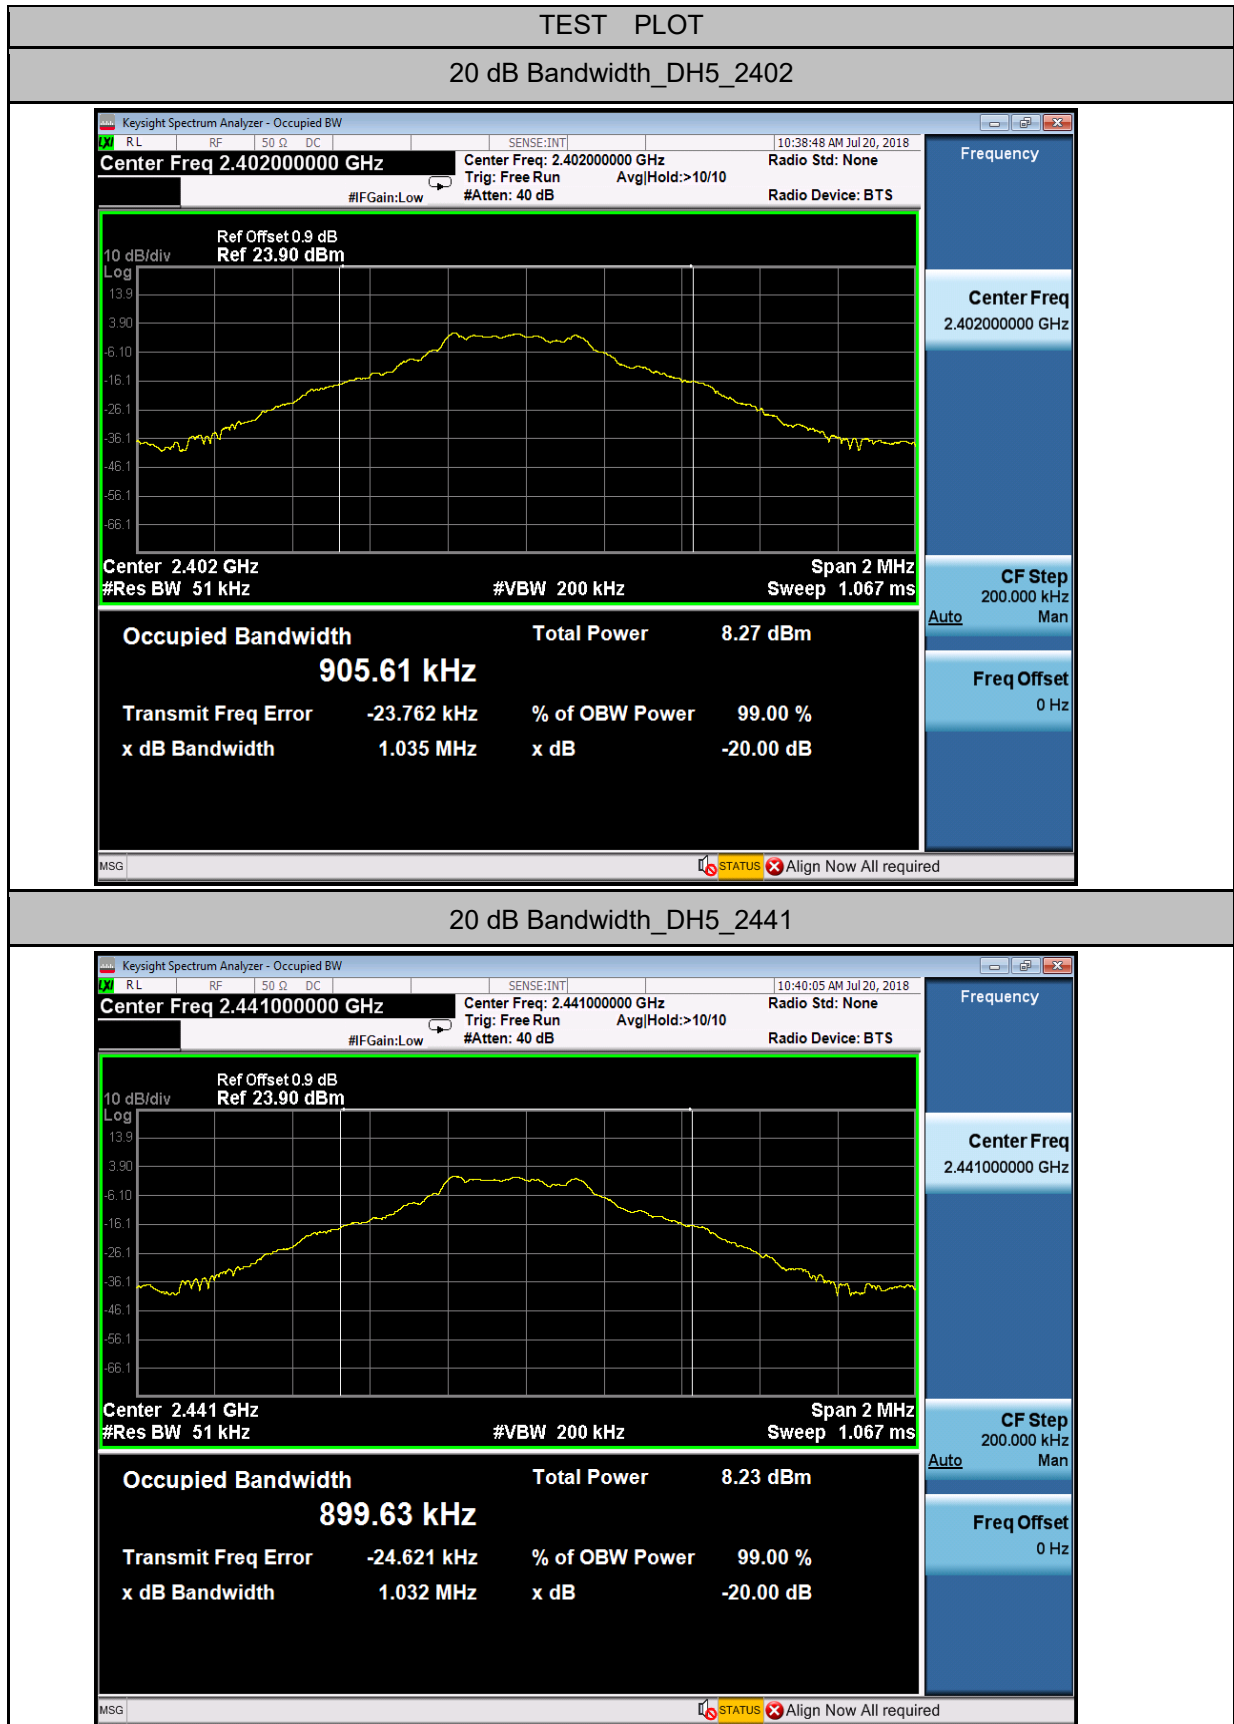 TEST PLOT
20 dB Bandwidth_DH5_2402
Keysight Spectrum Analyzer - Occupied BW
LXI RL RF 50 Ω DC SENSE:INT 10:38:48 AM Jul 20, 2018
Center Freq 2.402000000 GHz
Center Freq: 2.402000000 GHz
Radio Std: None
Trig: Free Run Avg|Hold:>10/10
#IFGain:Low
#Atten: 40 dB
Radio Device: BTS
Ref Offset 0.9 dB
10 dB/div Ref 23.90 dBm
Log
13.9
3.90
-6.10
-16.1
-26.1
-36.1
-46.1
-56.1
-66.1
Center 2.402 GHz Span 2 MHz
#Res BW 51 kHz #VBW 200 kHz Sweep 1.067 ms
Occupied Bandwidth Total Power 8.27 dBm
905.61 kHz
Transmit Freq Error -23.762 kHz % of OBW Power 99.00 %
x dB Bandwidth 1.035 MHz x dB -20.00 dB
Frequency
Center Freq
2.402000000 GHz
CF Step
200.000 kHz
Auto Man
Freq Offset
0 Hz
MSG STATUS Align Now All required
20 dB Bandwidth_DH5_2441
Keysight Spectrum Analyzer - Occupied BW
LXI RL RF 50 Ω DC SENSE:INT 10:40:05 AM Jul 20, 2018
Center Freq 2.441000000 GHz
Center Freq: 2.441000000 GHz
Radio Std: None
Trig: Free Run Avg|Hold:>10/10
#IFGain:Low
#Atten: 40 dB
Radio Device: BTS
Ref Offset 0.9 dB
10 dB/div Ref 23.90 dBm
Log
13.9
3.90
-6.10
-16.1
-26.1
-36.1
-46.1
-56.1
-66.1
Center 2.441 GHz Span 2 MHz
#Res BW 51 kHz #VBW 200 kHz Sweep 1.067 ms
Occupied Bandwidth Total Power 8.23 dBm
899.63 kHz
Transmit Freq Error -24.621 kHz % of OBW Power 99.00 %
x dB Bandwidth 1.032 MHz x dB -20.00 dB
Frequency
Center Freq
2.441000000 GHz
CF Step
200.000 kHz
Auto Man
Freq Offset
0 Hz
MSG STATUS Align Now All required